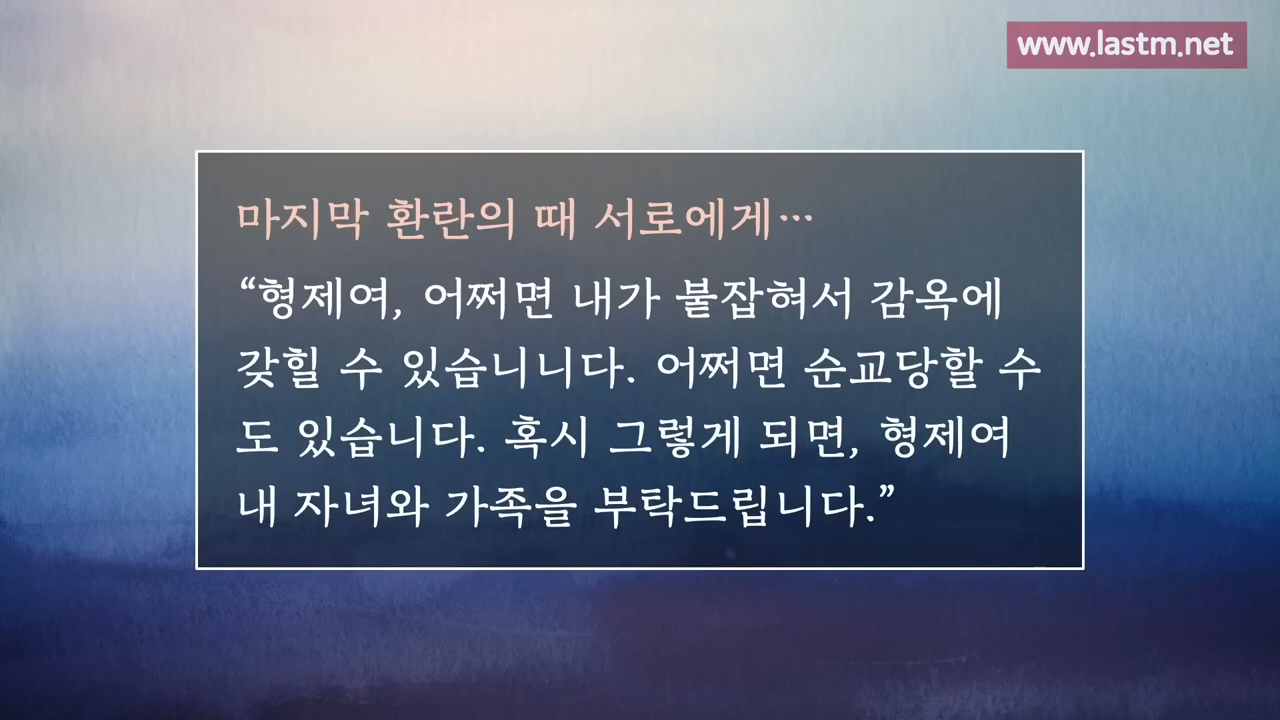 www.lastm.net
마지막 환란의 때 서로에게…
“형제여, 어쩌면 내가 붙잡혀서 감옥에
갖힐 수 있습니니다. 어쩌면 순교당할 수
도 있습니다. 혹시 그렇게 되면, 형제여
내 자녀와 가족을 부탁드립니다.”